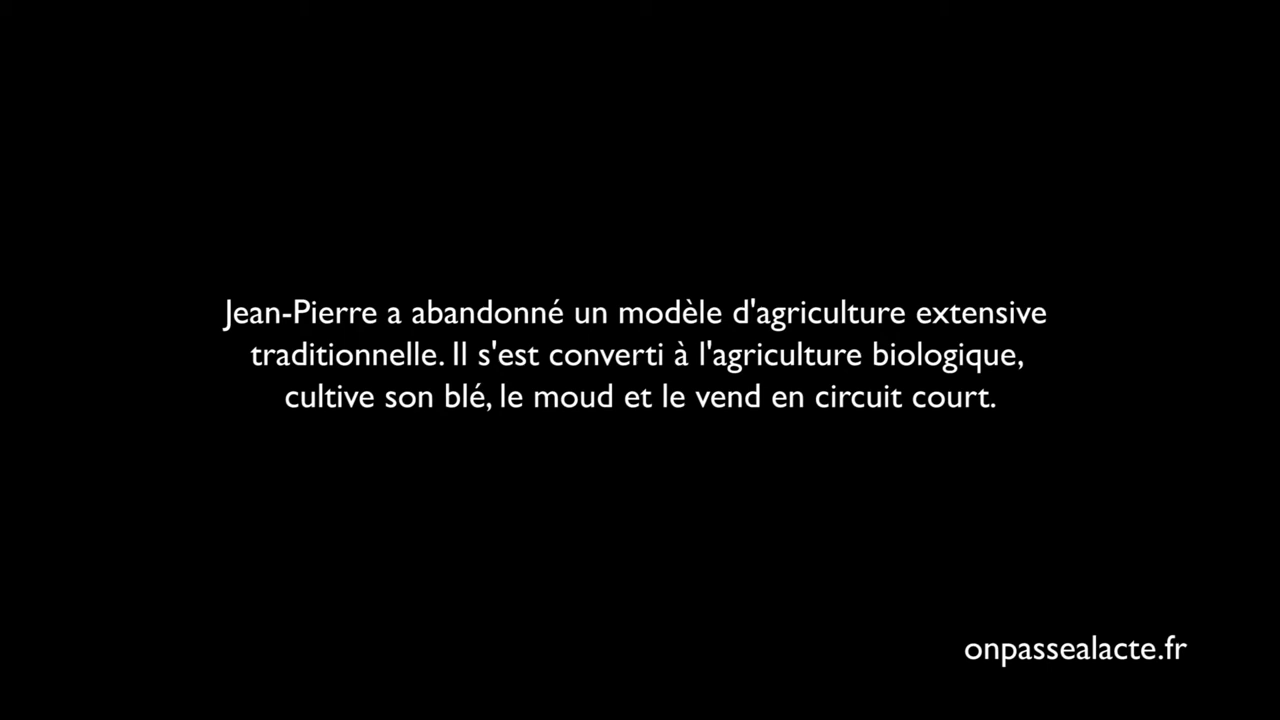 Jean-Pierre a abandonné un modèle d'agriculture extensive
traditionnelle. Il s'est converti à l'agriculture biologique,
cultive son blé, le moud et le vend en circuit court.
onpassealacte.fr